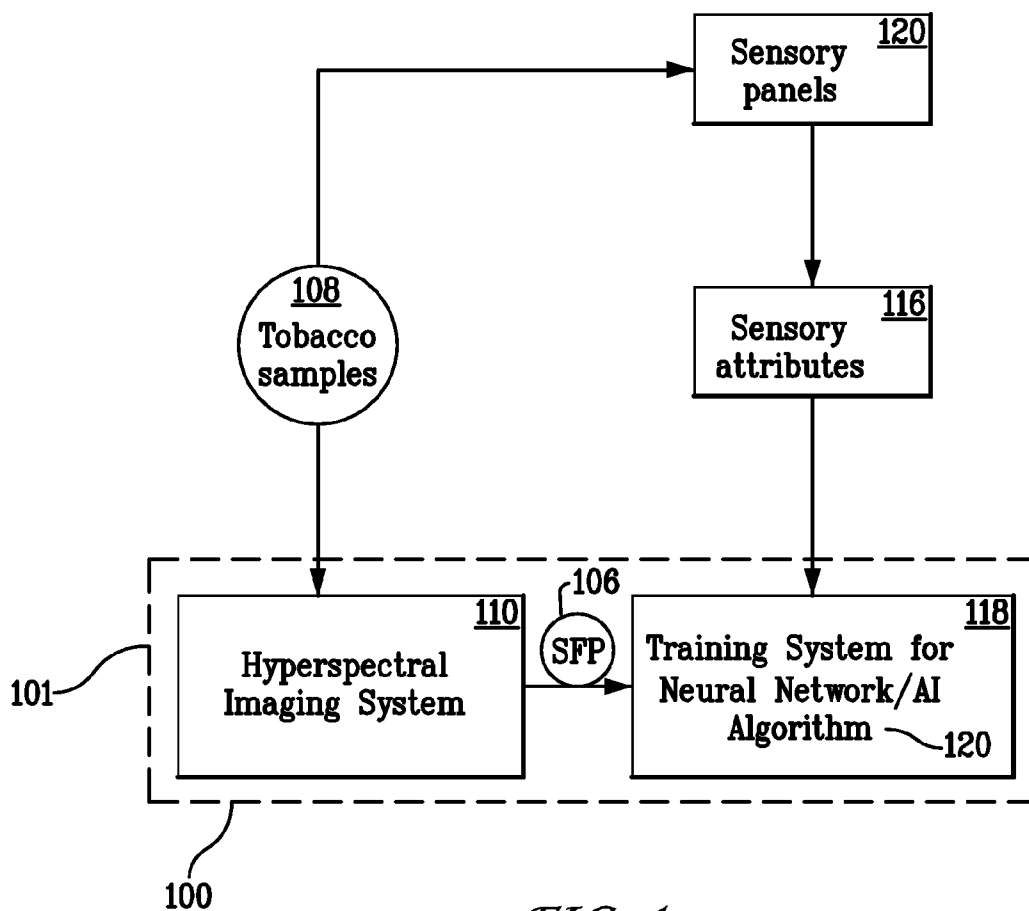 120
Sensory
panels
108
Tobacco
samples
116
Sensory
attributes
110
Hyperspectral
Imaging System
106
SFP
118
Training System for
Neural Network/AI
Algorithm
120
101
100